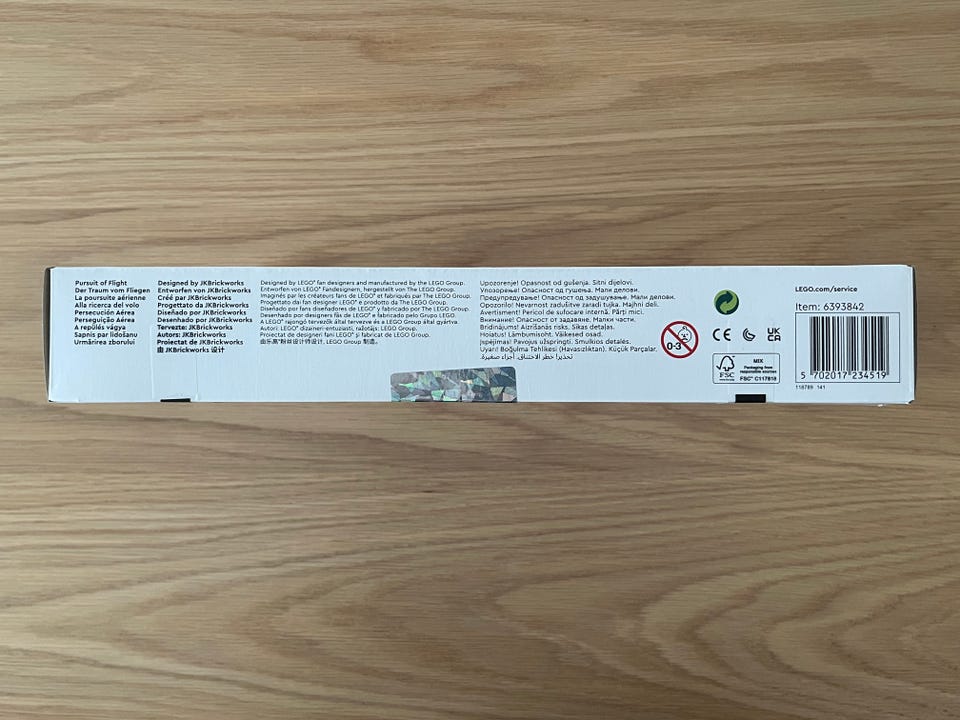 Pursuit of Flight
Der Traum vom Fliegen
La poursuite aérienne
Alla ricerca del volo
Persecución Aérea
Perseguição Aérea
A repülés vágya
Sapnis par lidošanu
Urmărirea zborului
Designed by JKBrickworks
Entworfen von JKBrickworks
Créé par JKBrickworks
Progettato da JKBrickworks
Diseñado por JKBrickworks
Desenhado por JKBrickworks
Tervezte: JKBrickworks
Autors: JKBrickworks
Proiectat de JKBrickworks
由 JKBrickworks 设计
Designed by LEGO® fan designers and manufactured by the LEGO Group.
Entworfen von LEGO® Fandesignern, hergestellt von The LEGO Group.
Imaginés par les créateurs fans de LEGO® et fabriqués par The LEGO Group.
Progettato dai fan designer LEGO® e prodotto da The LEGO Group.
Diseñado por fans diseñadores de LEGO® y fabricado por The LEGO Group.
Desenhado por designers fãs de LEGO® e fabricado pelo Grupo LEGO.
A LEGO® rajongó tervezők által tervezve és a LEGO Group által gyártva.
Autori: LEGO® dizaineri-entuziasti, ražotājs: LEGO Group.
Proiectat de designeri fani LEGO® și fabricat de LEGO Group.
由乐高®粉丝设计师设计, LEGO Group 制造。
Upozorenje! Opasnost od gušenja. Sitni dijelovi.
Упозорење! Опасност од гушења. Мали делови.
Предупредување! Опасност од задушување. Мали делови.
Opozorilo! Nevarnost zadušitve zaradi tujka. Majhni deli.
Avertisment! Pericol de sufocare internă. Părți mici.
Внимание! Опасност от задавяне. Малки части.
Brīdinājums! Aizrīšanās risks. Sīkas detaļas.
Hoiatus! Lämbumisoht. Väikesed osad.
Įspėjimas! Pavojus užspringti. Smulkios detalės.
Uyarı! Boğulma Tehlikesi (Havasızlıktan). Küçük Parçalar.
تحذير! خطر الاختناق. أجزاء صغيرة.
0-3
CE
UK
CA
FSC
MIX
Packaging from
responsible sources
FSC® C117818
LEGO.com/service
Item: 6393842
5 702017 234519
118789 141